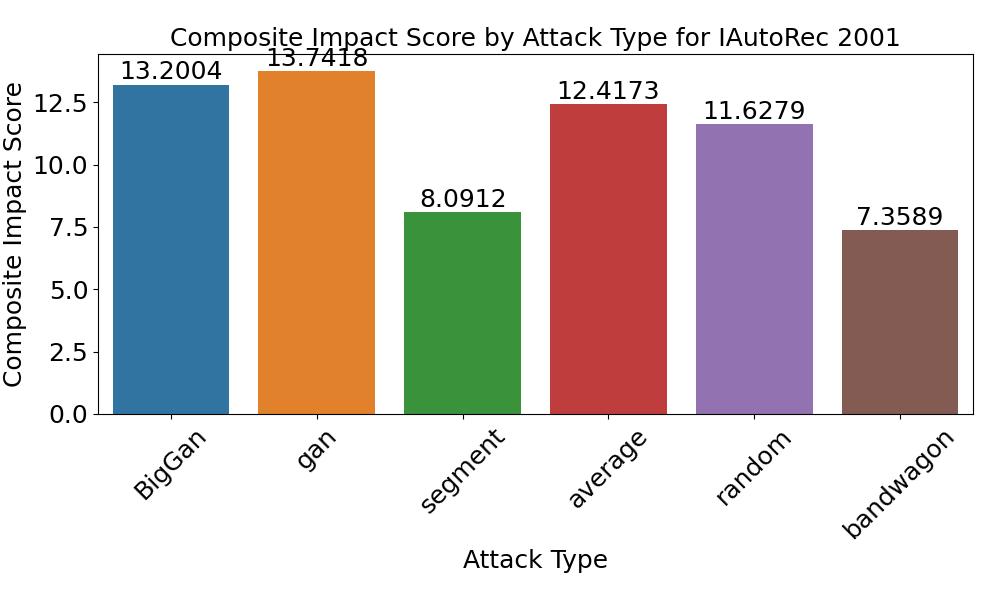 Composite Impact Score by Attack Type for IAutoRec 2001
13.2004
13.7418
8.0912
12.4173
11.6279
7.3589
Composite Impact Score
12.5
10.0
7.5
5.0
2.5
0.0
BigGan
gan
segment
average
random
bandwagon
Attack Type